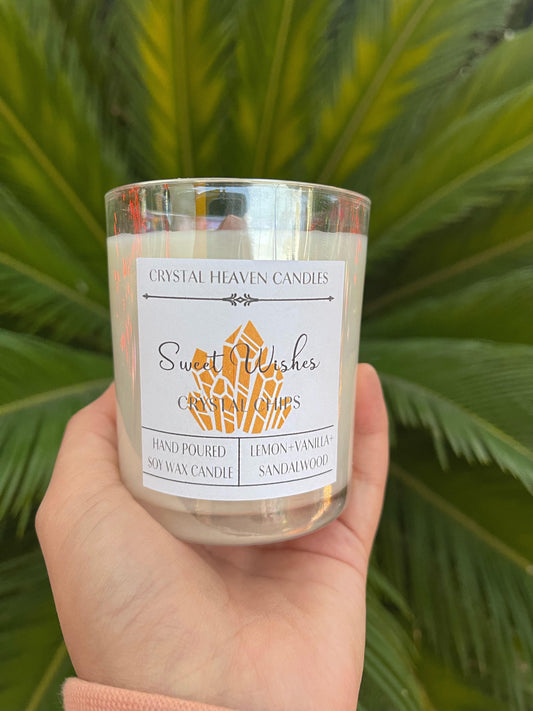 CRYSTAL HEAVEN CANDLES
Sweet Wishes
CRYSTAL CHIPS
HAND POURED
SOY WAX CANDLE
LEMON+VANILLA+
SANDALWOOD